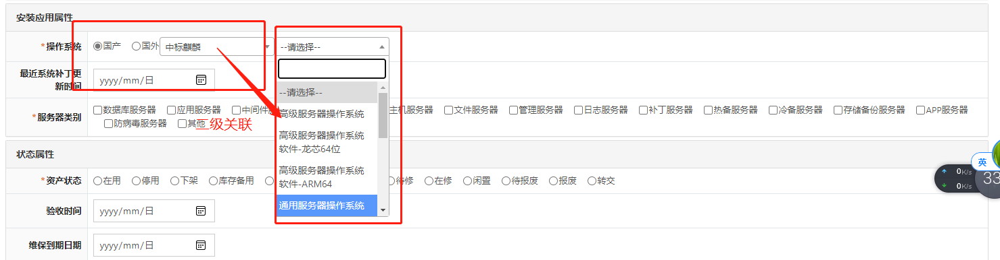 安装应用属性
*操作系统 国产 国外 中标麒麟 --请选择--
--请选择--
高级服务器操作系统
高级服务器操作系统
软件-龙芯64位
高级服务器操作系统
软件-ARM64
通用服务器操作系统
最近系统补丁更
新时间
yyyy/mm/日
*服务器类别 数据库服务器 应用服务器 中间件 主机服务器 文件服务器 管理服务器 日志服务器 补丁服务器 热备服务器 冷备服务器 存储备份服务器 APP服务器
防病毒服务器 其他 二级关联
状态属性
*资产状态 在用 停用 下架 库存备用 待修 在修 闲置 待报废 报废 转交
验收时间 yyyy/mm/日
维保到期日期 yyyy/mm/日
英
0K/s
0K/s
33